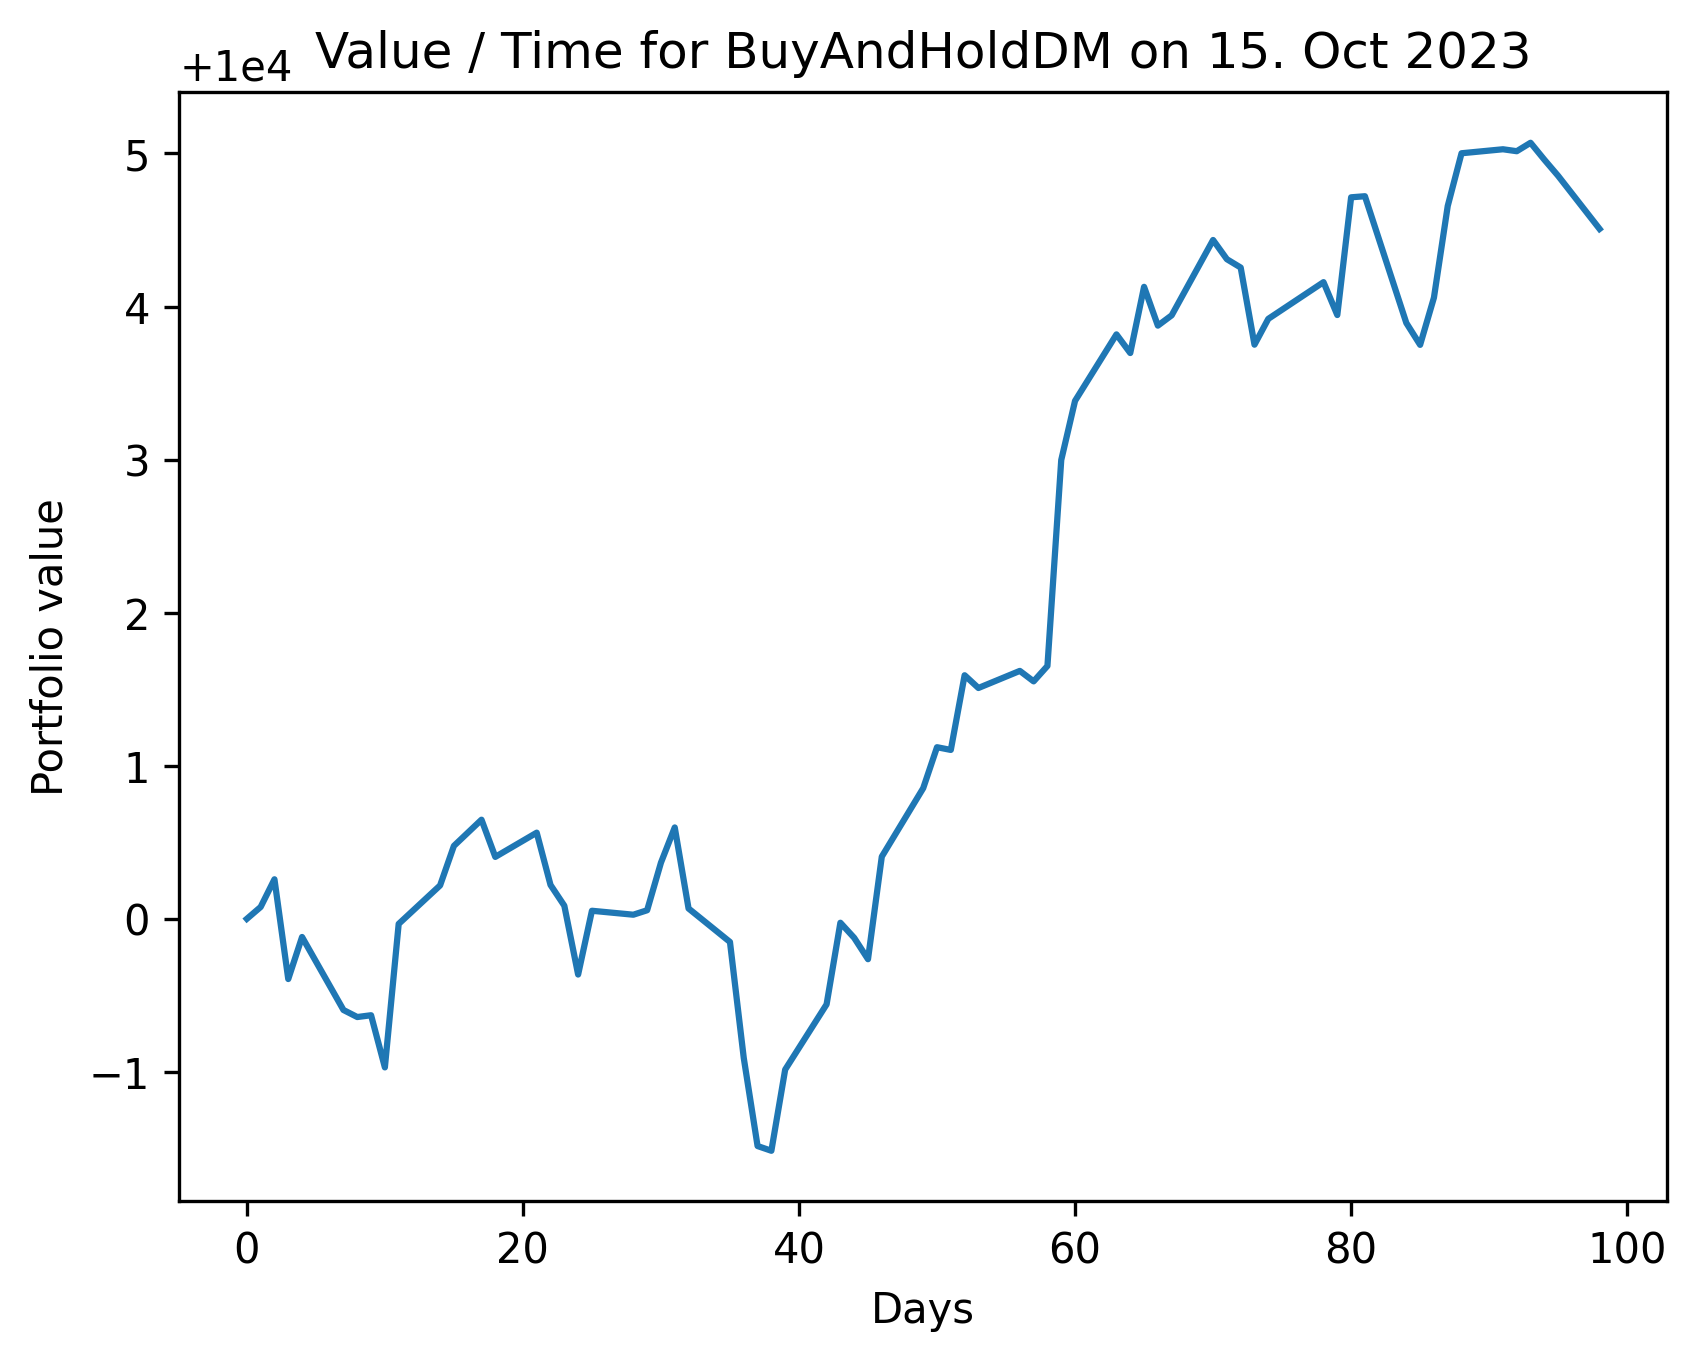 Value / Time for BuyAndHoldDM on 15. Oct 2023
+1e4
5
4
3
2
1
0
−1
Portfolio value
0 20 40 60 80 100
Days